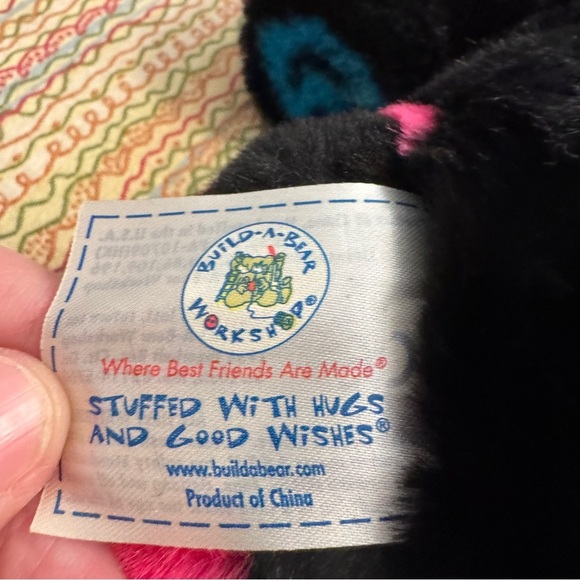 BUILD-A-BEAR
WORKSHOP®
Where Best Friends Are Made®
STUFFED WITH HUGS
AND GOOD WISHES®
www.buildabear.com
Product of China